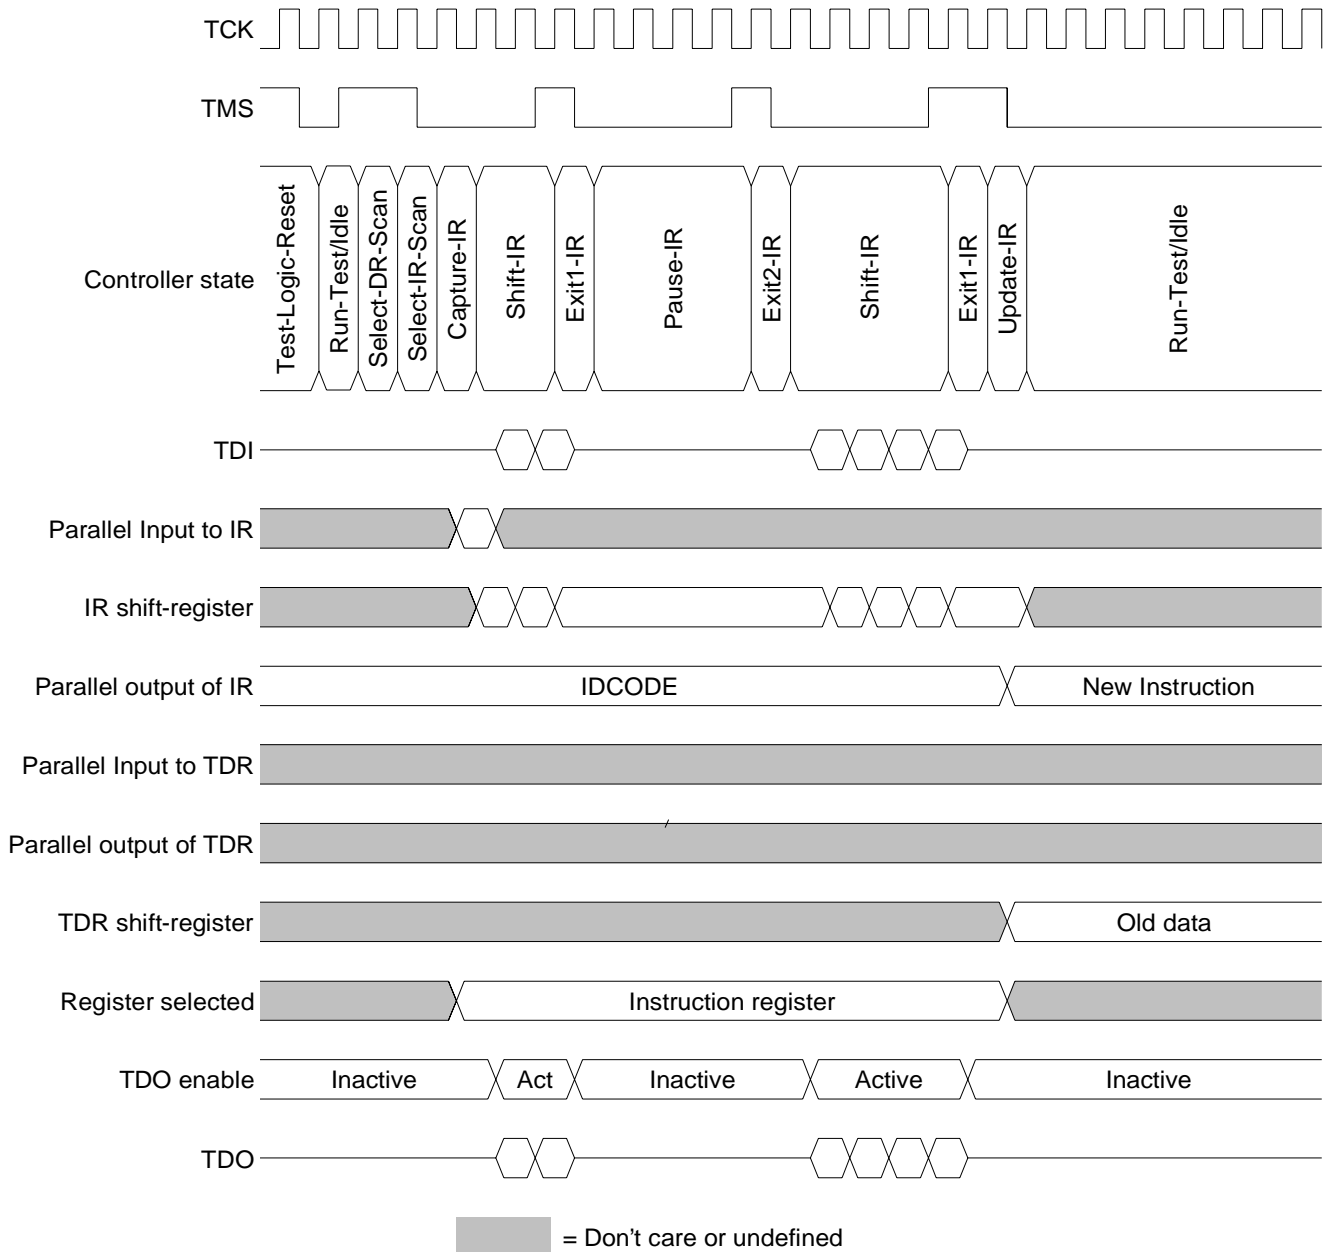 TCK
TMS
Controller state
Test-Logic-Reset
Run-Test/Idle
Select-DR-Scan
Select-IR-Scan
Capture-IR
Shift-IR
Exit1-IR
Pause-IR
Exit2-IR
Shift-IR
Exit1-IR
Update-IR
Run-Test/Idle
TDI
Parallel Input to IR
IR shift-register
Parallel output of IR
IDCODE
New Instruction
Parallel Input to TDR
Parallel output of TDR
TDR shift-register
Old data
Register selected
Instruction register
TDO enable
Inactive
Act
Inactive
Active
Inactive
TDO
= Don't care or undefined